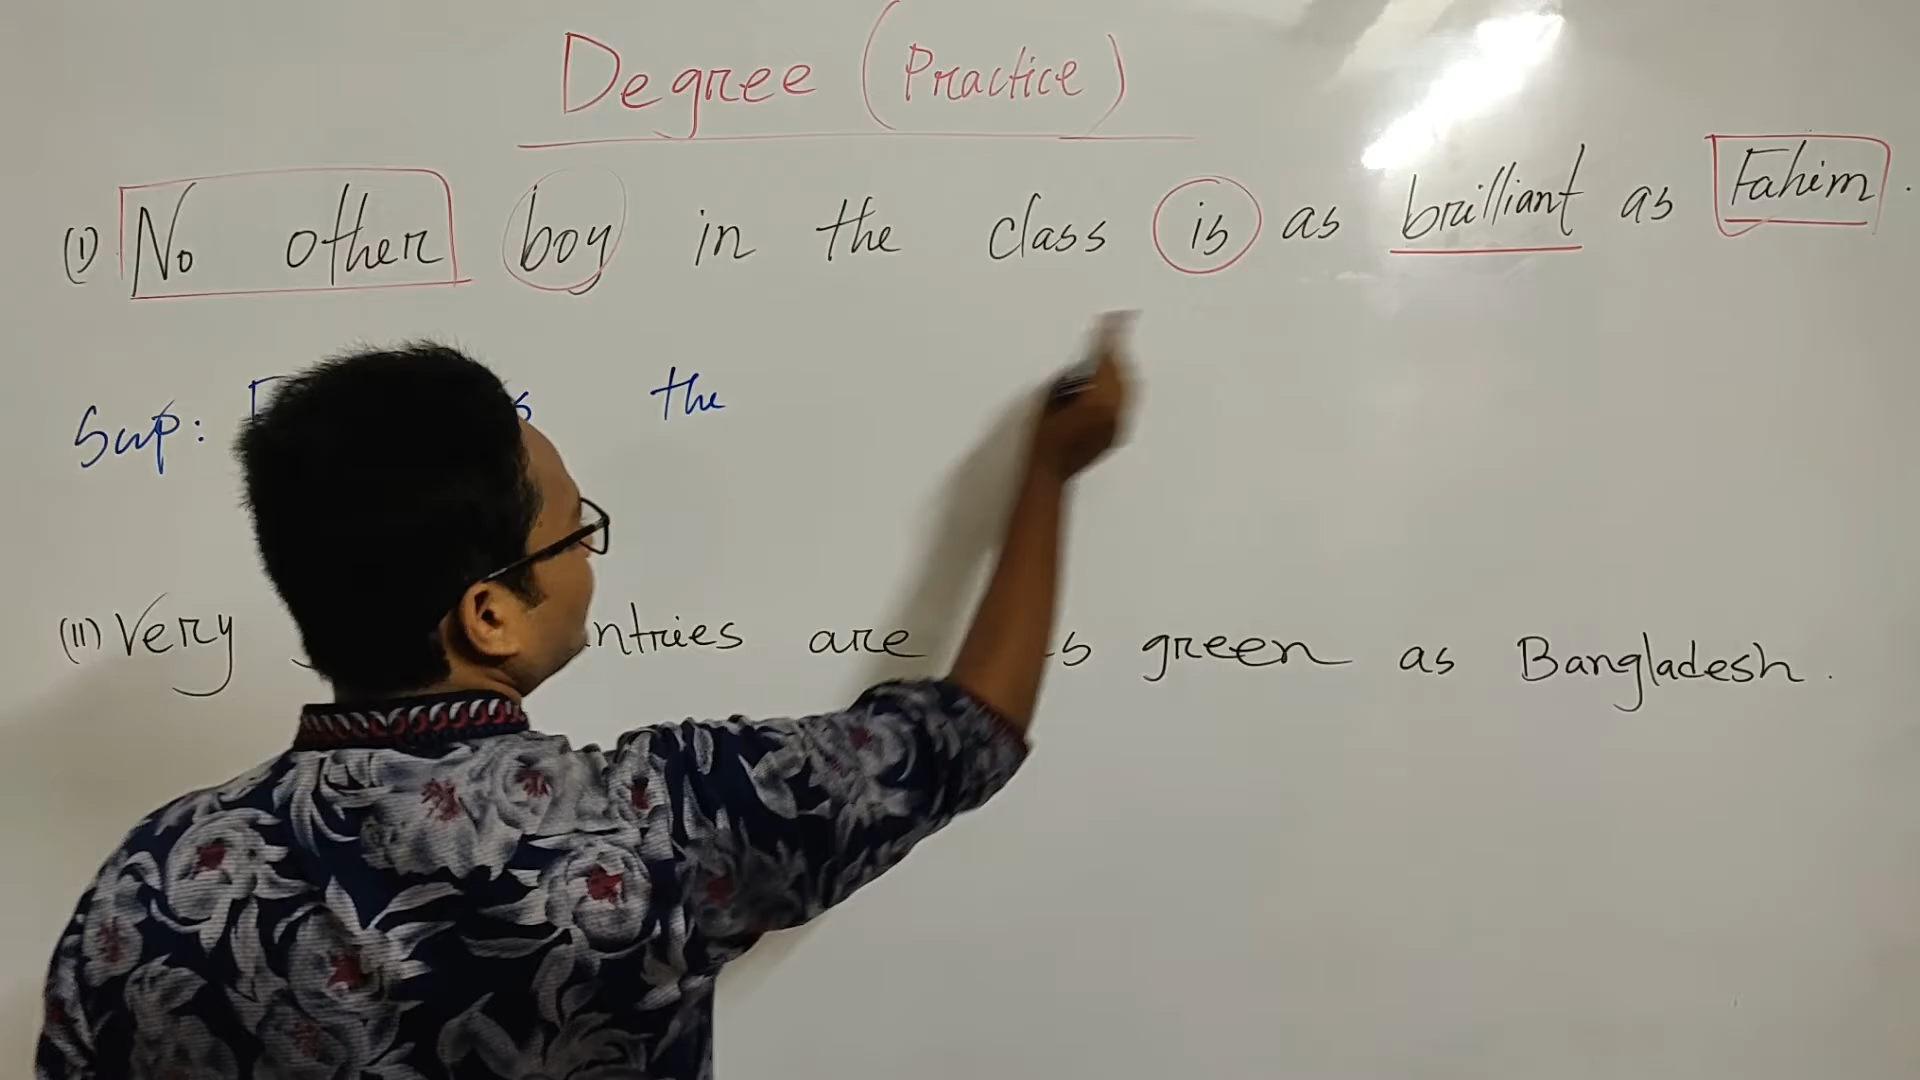 Degree (Practice)
(I) No other boy in the class is as brilliant as Fahim.
Sup: the
(II) Very are green as Bangladesh.